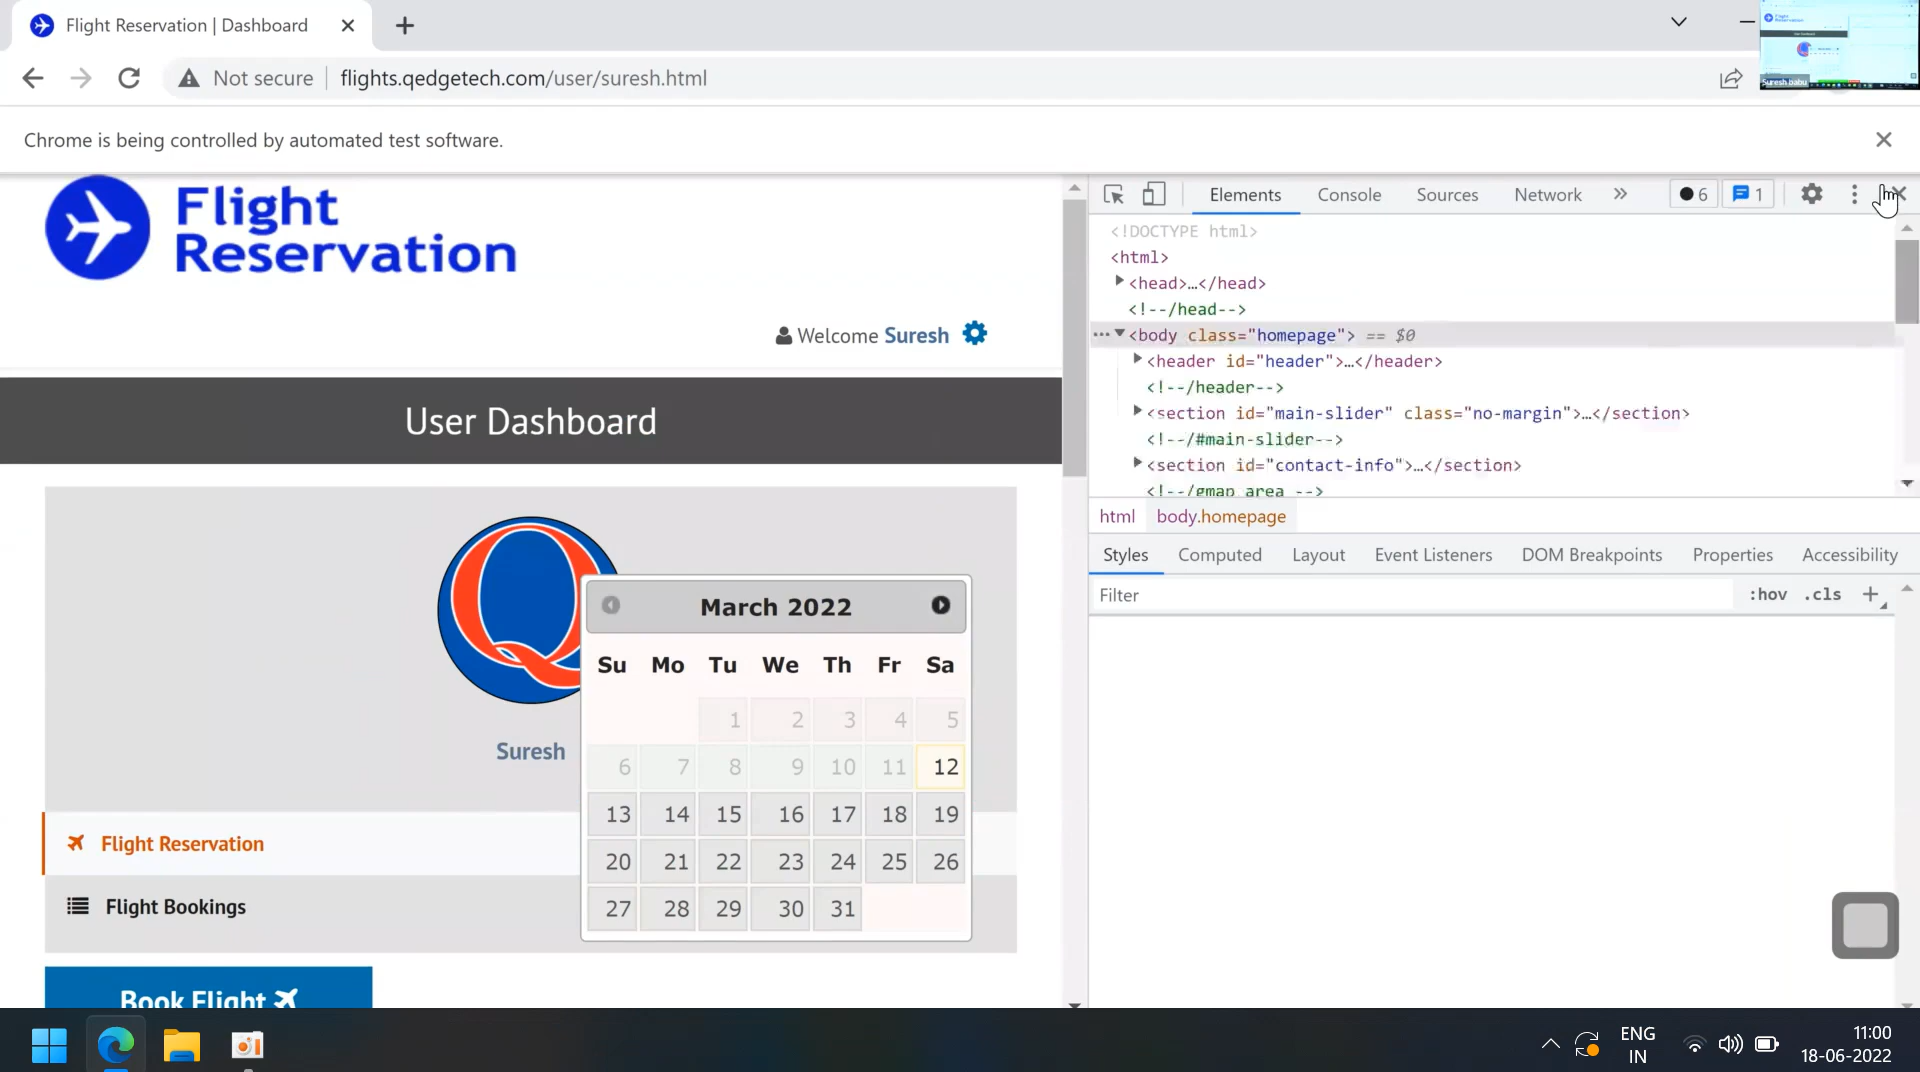 Flight Reservation | Dashboard
Not secure
flights.qedgetech.com/user/suresh.html
Suresh babu
Chrome is being controlled by automated test software.
Flight
Reservation
Welcome Suresh
User Dashboard
Q
Suresh
Flight Reservation
Flight Bookings
Book Flight
March 2022
Su Mo Tu We Th Fr Sa
1 2 3 4 5
6 7 8 9 10 11 12
13 14 15 16 17 18 19
20 21 22 23 24 25 26
27 28 29 30 31
Elements Console Sources Network » 6 1
<!DOCTYPE html>
<html>
<head>…</head>
<!--/head-->
<body class="homepage"> == $0
<header id="header">…</header>
<!--/header-->
<section id="main-slider" class="no-margin">…</section>
<!--/#main-slider-->
<section id="contact-info">…</section>
<!--/gmap_area -->
html body.homepage
Styles Computed Layout Event Listeners DOM Breakpoints Properties Accessibility
Filter :hov .cls +
ENG
IN
11:00
18-06-2022